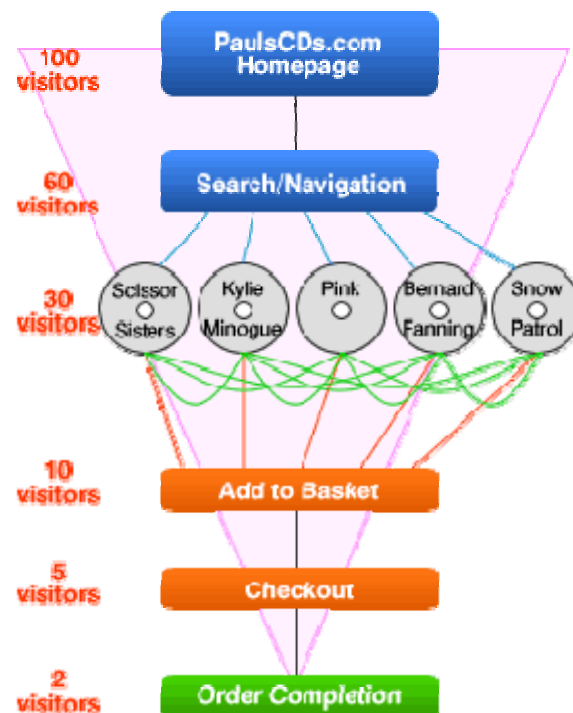 PaulsCDs.com
Homepage
100
visitors
Search/Navigation
60
visitors
Scissor
Sisters
Kylie
Minogue
Pink
Bernard
Fanning
Snow
Patrol
30
visitors
10
visitors
Add to Basket
5
visitors
Checkout
2
visitors
Order Completion